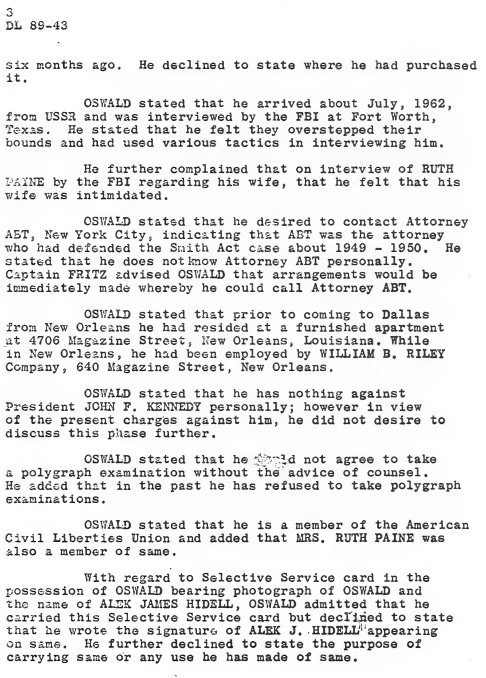 3
DL 89-43
six months ago. He declined to state where he had purchased
it.
OSWALD stated that he arrived about July, 1962,
from USSR and was interviewed by the FBI at Fort Worth,
Texas. He stated that he felt they overstepped their
bounds and had used various tactics in interviewing him.
He further complained that on interview of RUTH
PAINE by the FBI regarding his wife, that he felt that his
wife was intimidated.
OSWALD stated that he desired to contact Attorney
ABT, New York City, indicating that ABT was the attorney
who had defended the Smith Act case about 1949 - 1950. He
stated that he does not know Attorney ABT personally.
Captain FRITZ advised OSWALD that arrangements would be
immediately made whereby he could call Attorney ABT.
OSWALD stated that prior to coming to Dallas
from New Orleans he had resided at a furnished apartment
at 4706 Magazine Street, New Orleans, Louisiana. While
in New Orleans, he had been employed by WILLIAM B. RILEY
Company, 640 Magazine Street, New Orleans.
OSWALD stated that he has nothing against
President JOHN F. KENNEDY personally; however in view
of the present charges against him, he did not desire to
discuss this phase further.
OSWALD stated that he would not agree to take
a polygraph examination without the advice of counsel.
He added that in the past he has refused to take polygraph
examinations.
OSWALD stated that he is a member of the American
Civil Liberties Union and added that MRS. RUTH PAINE was
also a member of same.
With regard to Selective Service card in the
possession of OSWALD bearing photograph of OSWALD and
the name of ALEK JAMES HIDELL, OSWALD admitted that he
carried this Selective Service card but declined to state
that he wrote the signature of ALEK J. HIDELL appearing
on same. He further declined to state the purpose of
carrying same or any use he has made of same.